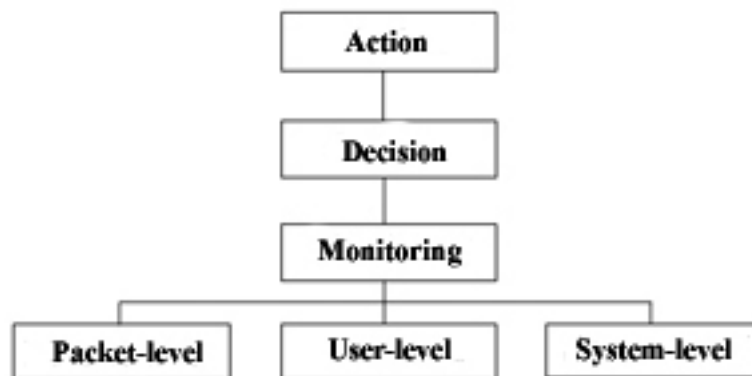 Action
Decision
Monitoring
Packet-level
User-level
System-level